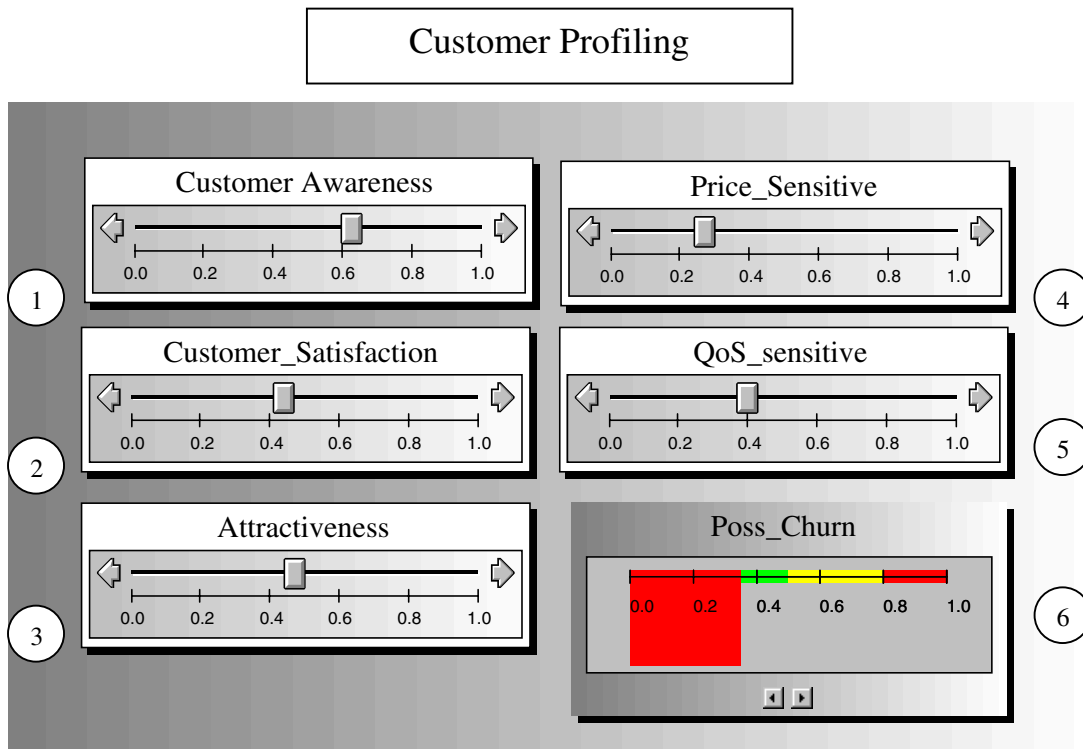 Customer Profiling
Customer Awareness
0.0 0.2 0.4 0.6 0.8 1.0
1
Customer_Satisfaction
0.0 0.2 0.4 0.6 0.8 1.0
2
Attractiveness
0.0 0.2 0.4 0.6 0.8 1.0
3
Price_Sensitive
0.0 0.2 0.4 0.6 0.8 1.0
4
QoS_sensitive
0.0 0.2 0.4 0.6 0.8 1.0
5
Poss_Churn
0.0 0.2 0.4 0.6 0.8 1.0
6